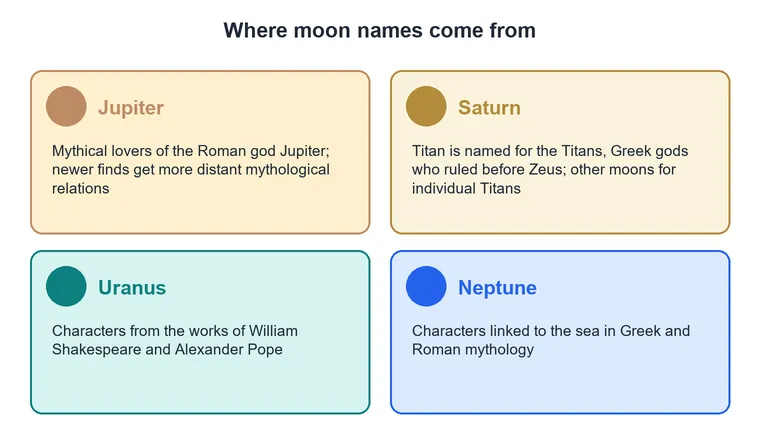 Where moon names come from
Jupiter
Mythical lovers of the Roman god Jupiter;
newer finds get more distant mythological
relations
Saturn
Titan is named for the Titans, Greek gods
who ruled before Zeus; other moons for
individual Titans
Uranus
Characters from the works of William
Shakespeare and Alexander Pope
Neptune
Characters linked to the sea in Greek and
Roman mythology